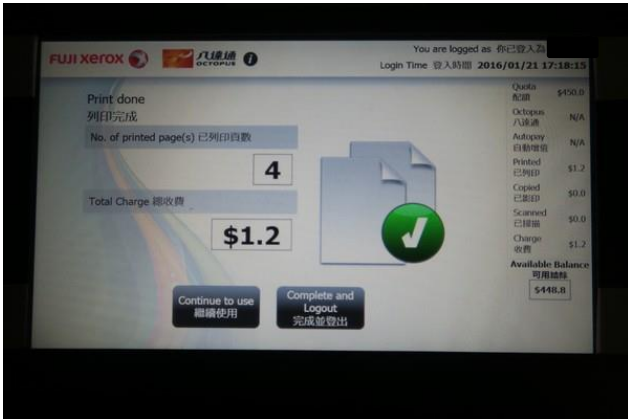 FUJI Xerox 八達通 OCTOPUS i
You are logged as 你已登入為
Login Time 登入時間 2016/01/21 17:18:15
Print done
列印完成
No. of printed page(s) 已列印頁數
4
Total Charge 總收費
$1.2
Continue to use
繼續使用
Complete and
Logout
完成並登出
Quota
配額 $450.0
Octopus
八達通 N/A
Autopay
自動增值 N/A
Printed
已列印 $1.2
Copied
已影印 $0.0
Scanned
已掃描 $0.0
Charge
收費 $1.2
Available Balance
可用結餘
$448.8